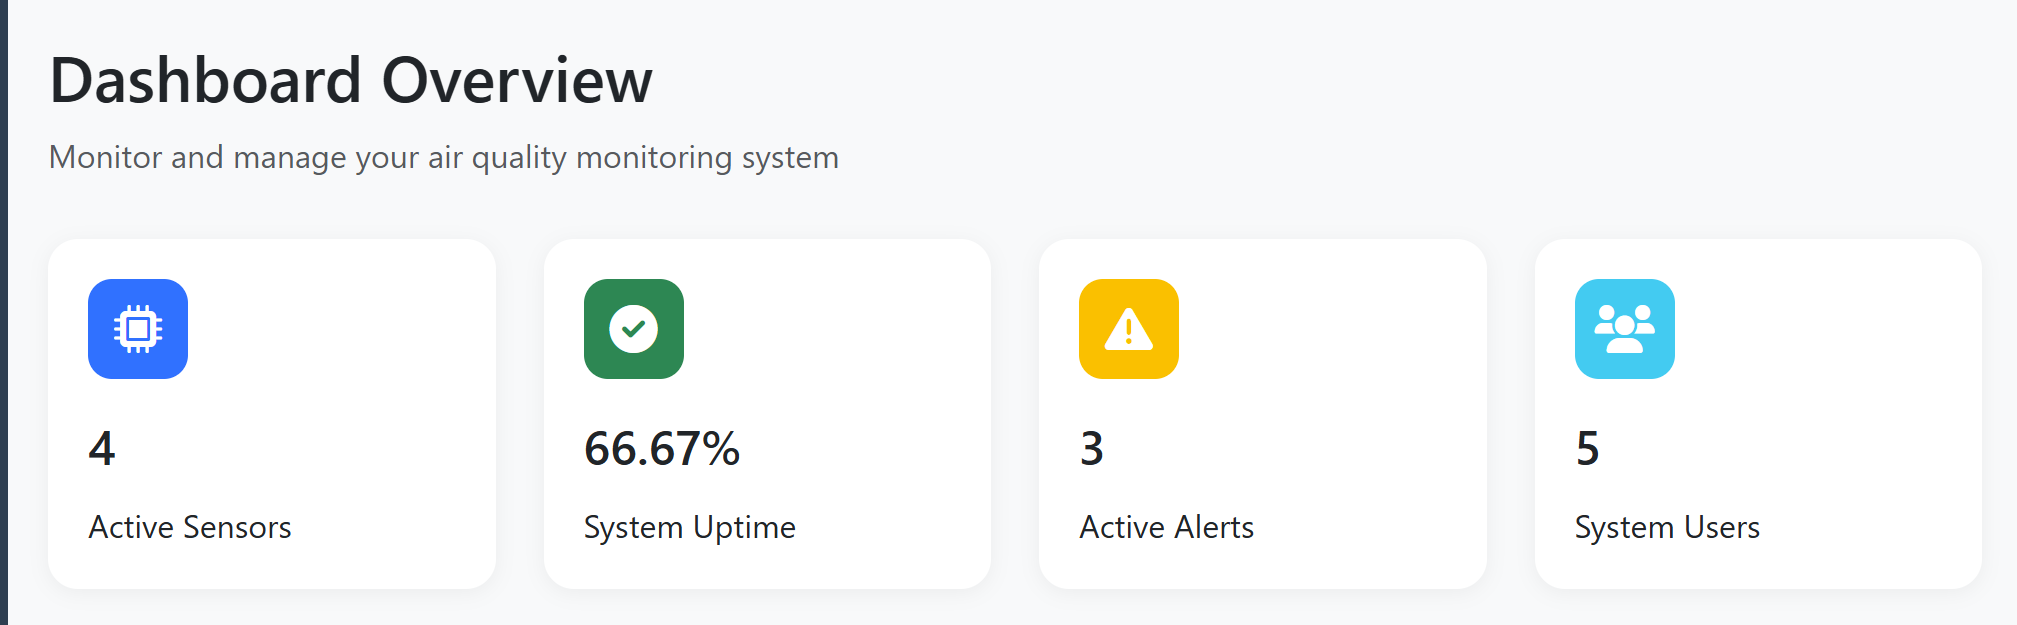 Dashboard Overview
Monitor and manage your air quality monitoring system
4
Active Sensors
66.67%
System Uptime
3
Active Alerts
5
System Users